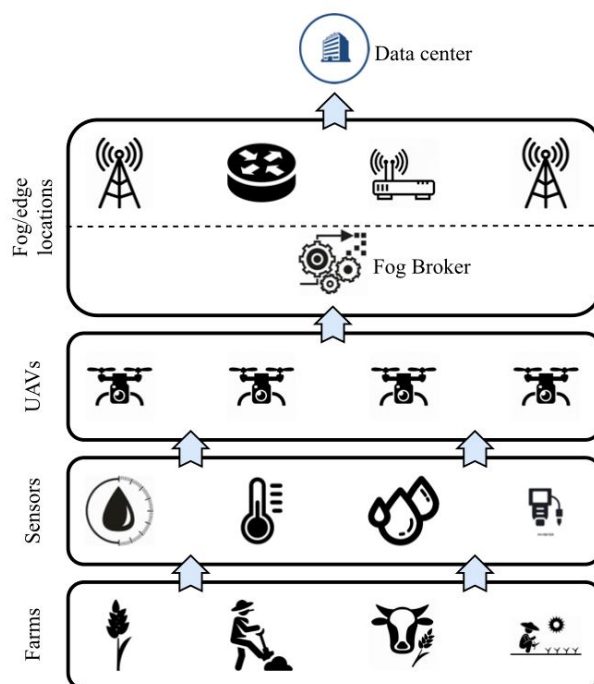 Data center
Fog/edge
locations
Fog Broker
UAVs
Sensors
Farms